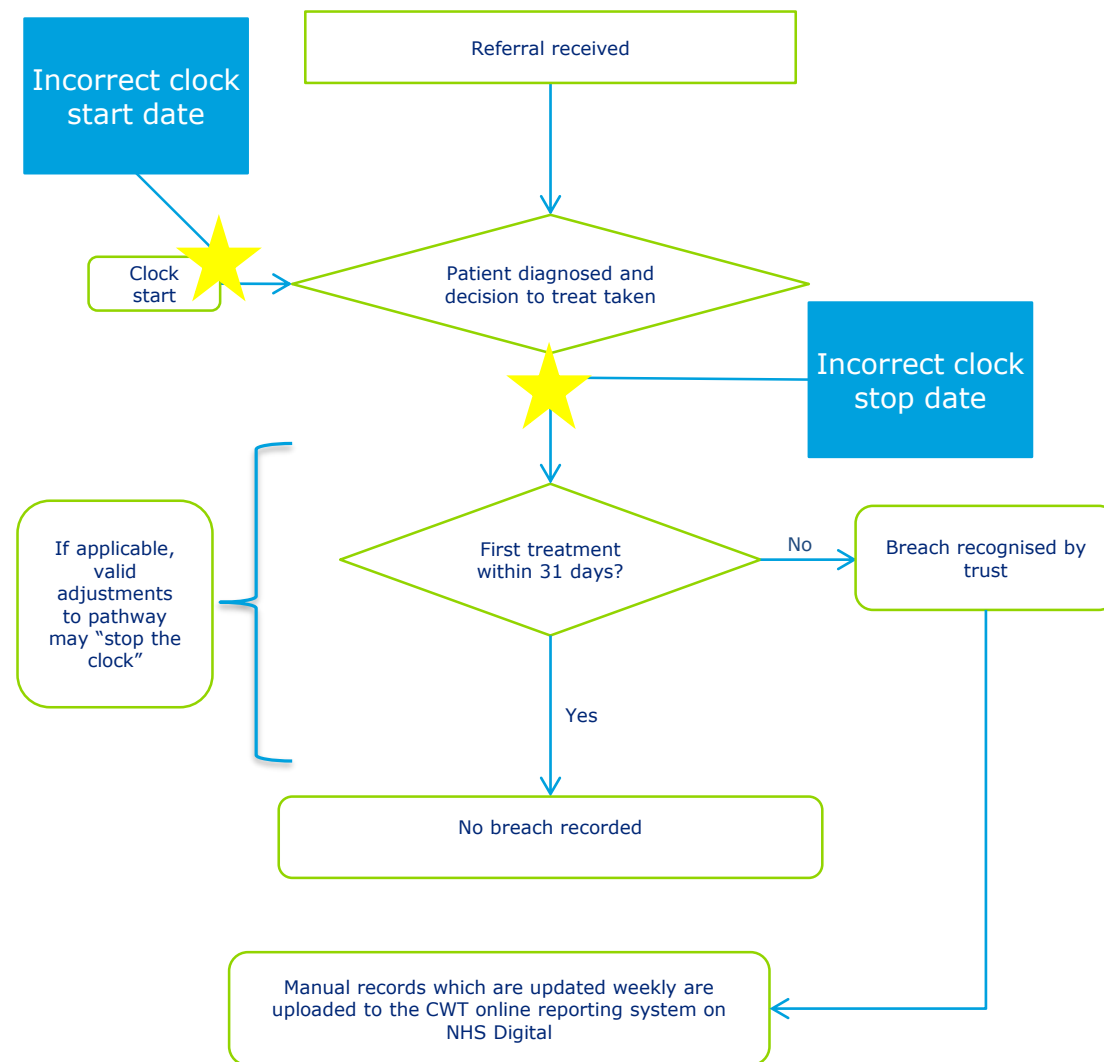 Referral received
Incorrect clock
start date
Clock
start
Patient diagnosed and
decision to treat taken
Incorrect clock
stop date
If applicable,
valid
adjustments
to pathway
may “stop the
clock”
First treatment
within 31 days?
No
Breach recognised by
trust
Yes
No breach recorded
Manual records which are updated weekly are
uploaded to the CWT online reporting system on
NHS Digital